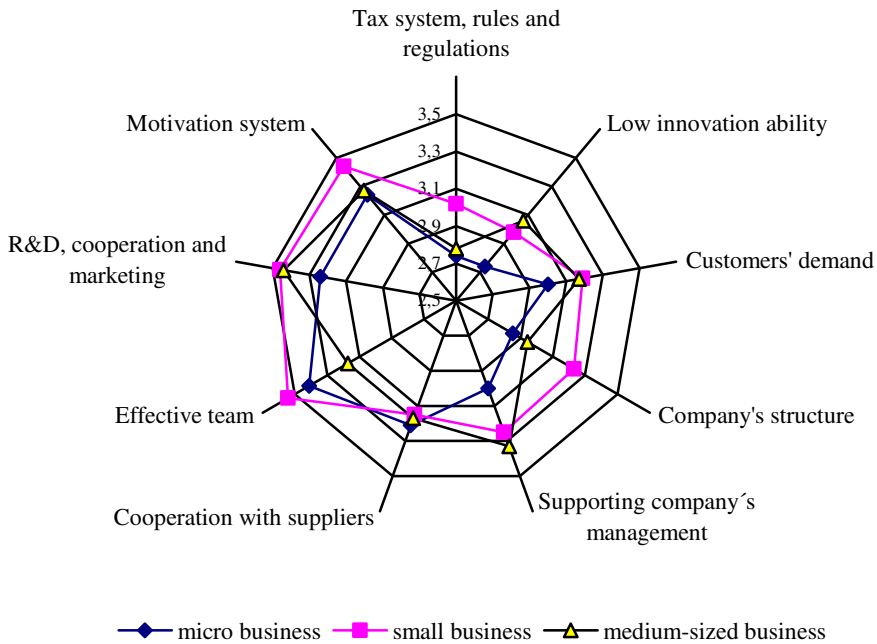 Tax system, rules and
regulations
3,5
3,3
3,1
2,9
2,7
2,5
Motivation system
Low innovation ability
R&D, cooperation and
marketing
Customers' demand
Effective team
Company's structure
Cooperation with suppliers
Supporting company´s
management
micro business
small business
medium-sized business